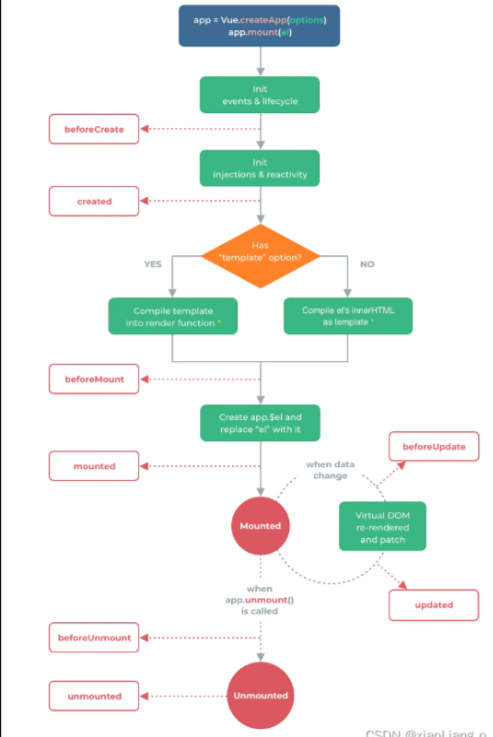 app = Vue.createApp(options)
app.mount(el)
Init
events & lifecycle
beforeCreate
Init
injections & reactivity
created
Has
"template" option?
YES
NO
Compile template
into render function *
Compile el's innerHTML
as template *
beforeMount
Create app.$el and
replace "el" with it
beforeUpdate
mounted
when data
change
Mounted
Virtual DOM
re-rendered
and patch
when
app.unmount()
is called
updated
beforeUnmount
unmounted
Unmounted
CSDN